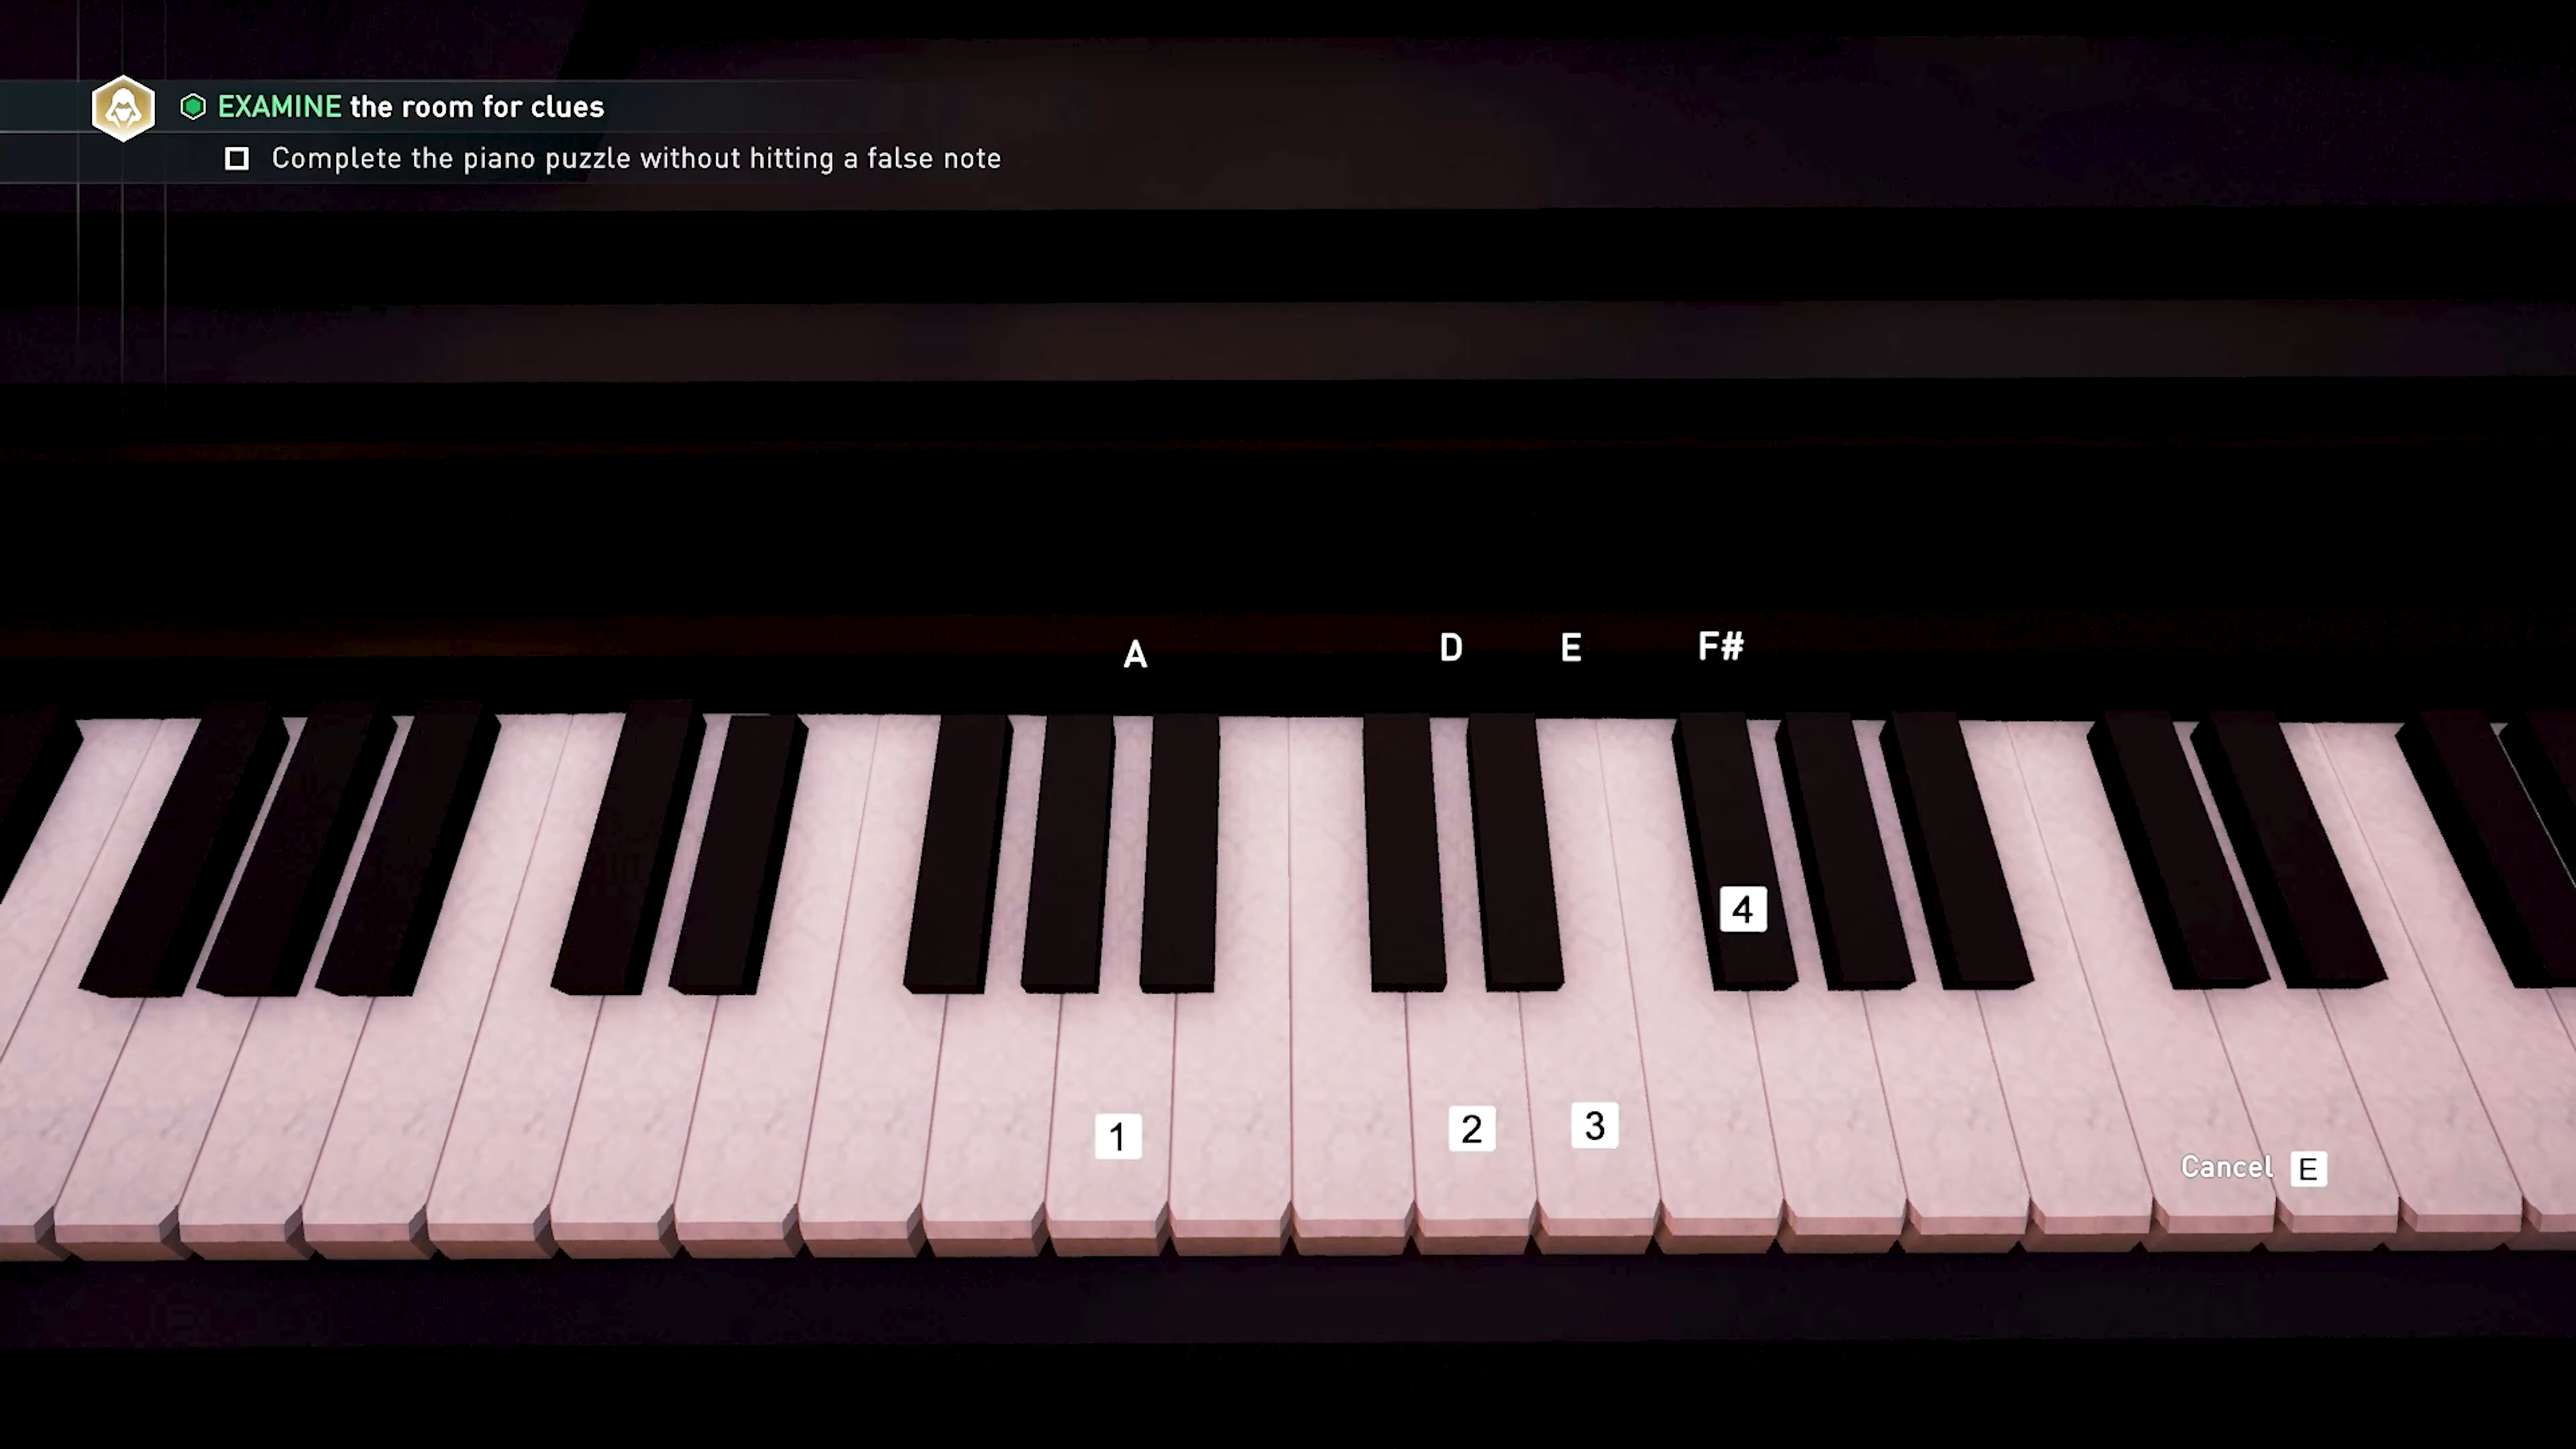 EXAMINE the room for clues
Complete the piano puzzle without hitting a false note
A D E F#
4
1 2 3
Cancel E